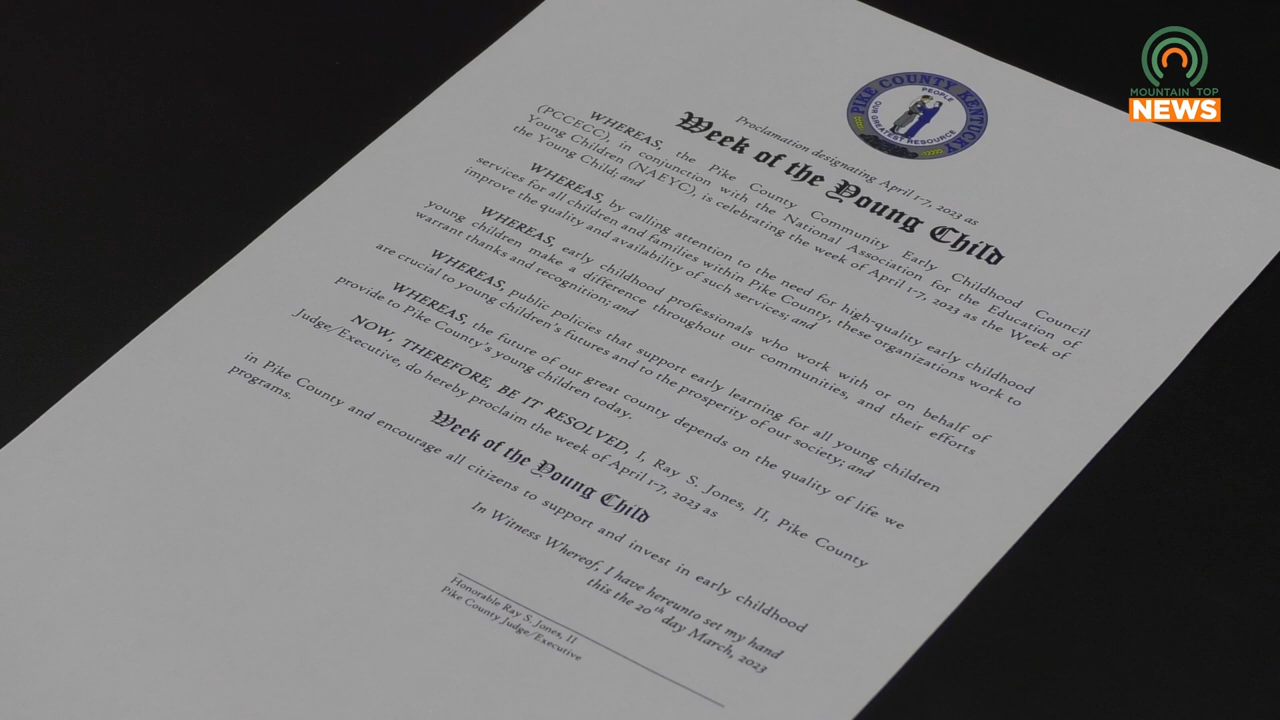 MOUNTAIN TOP
NEWS
PIKE COUNTY KENTUCKY
PEOPLE
OUR GREATEST RESOURCE
Proclamation designating April 1-7, 2023 as
Week of the Young Child
WHEREAS, the Pike County Community Early Childhood Council
(PCCECC), in conjunction with the National Association for the Education of
Young Children (NAEYC), is celebrating the week of April 1-7, 2023 as the Week of
the Young Child; and
WHEREAS, by calling attention to the need for high-quality early childhood
services for all children and families within Pike County, these organizations work to
improve the quality and availability of such services; and
WHEREAS, early childhood professionals who work with or on behalf of
young children make a difference throughout our communities, and their efforts
warrant thanks and recognition; and
WHEREAS, public policies that support early learning for all young children
are crucial to young children's futures and to the prosperity of our society; and
WHEREAS, the future of our great county depends on the quality of life we
provide to Pike County's young children today.
NOW, THEREFORE, BE IT RESOLVED, I, Ray S. Jones, II, Pike County
Judge/Executive, do hereby proclaim the week of April 1-7, 2023 as
Week of the Young Child
in Pike County and encourage all citizens to support and invest in early childhood
programs.
In Witness Whereof, I have hereunto set my hand
this the 20th day March, 2023
Honorable Ray S. Jones, II
Pike County Judge/Executive